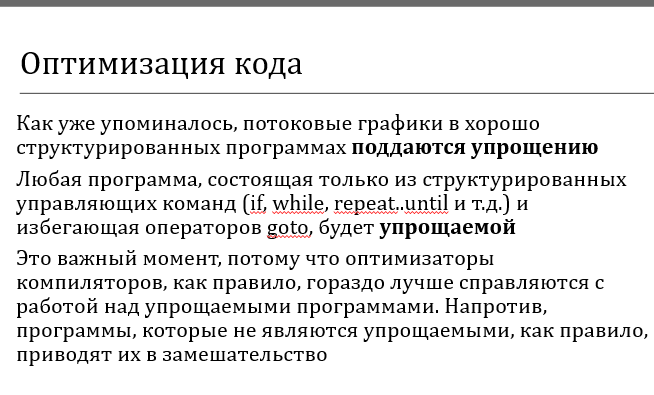 Оптимизация кода
Как уже упоминалось, потоковые графики в хорошо
структурированных программах поддаются упрощению
Любая программа, состоящая только из структурированных
управляющих команд (if, while, repeat..until и т.д.) и
избегающая операторов goto, будет упрощаемой
Это важный момент, потому что оптимизаторы
компиляторов, как правило, гораздо лучше справляются с
работой над упрощаемыми программами. Напротив,
программы, которые не являются упрощаемыми, как правило,
приводят их в замешательство